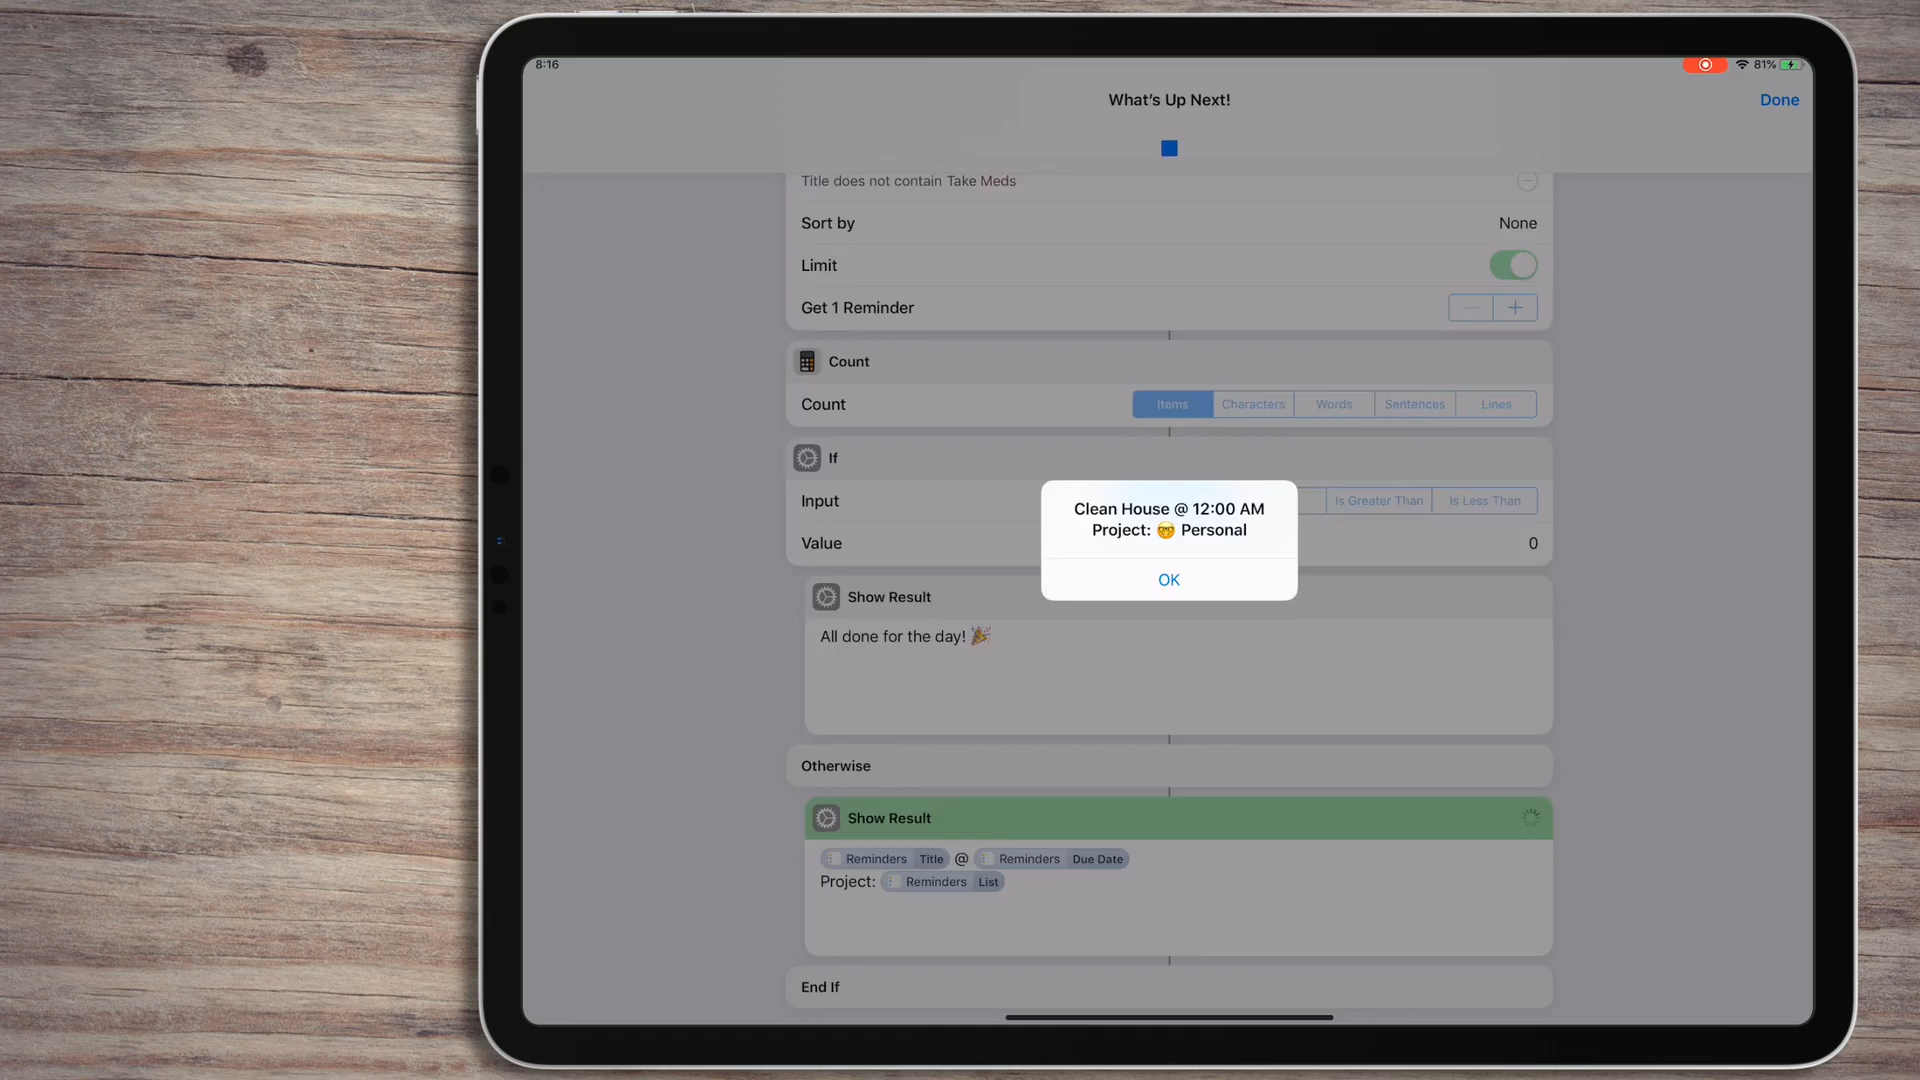 8:16
81%
What's Up Next!
Done
Title does not contain Take Meds
Sort by
None
Limit
Get 1 Reminder
Count
Count
Items
Characters
Words
Sentences
Lines
If
Input
Is Greater Than
Is Less Than
Clean House @ 12:00 AM
Project: 🤓 Personal
OK
Value
0
Show Result
All done for the day! 🎉
Otherwise
Show Result
Reminders Title @ Reminders Due Date
Project: Reminders List
End If